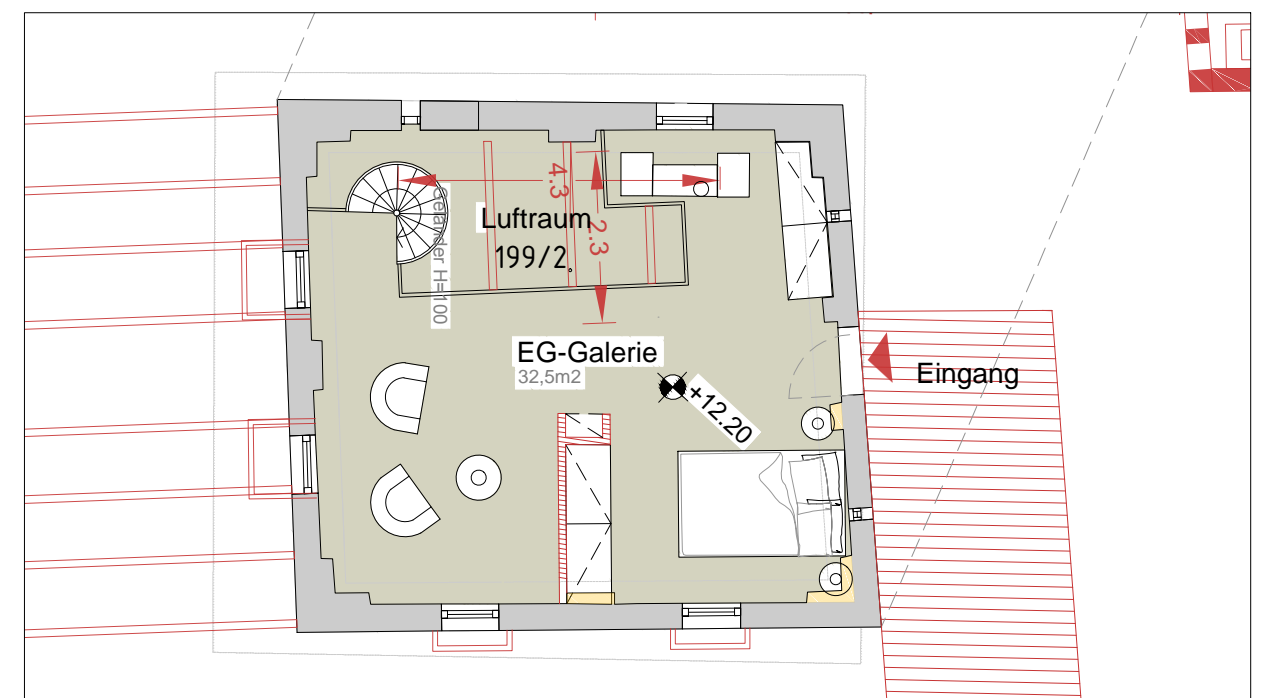 4.3
Geländer H=100
Luftraum
2.3
199/2
EG-Galerie
32,5m2
Eingang
+12.20